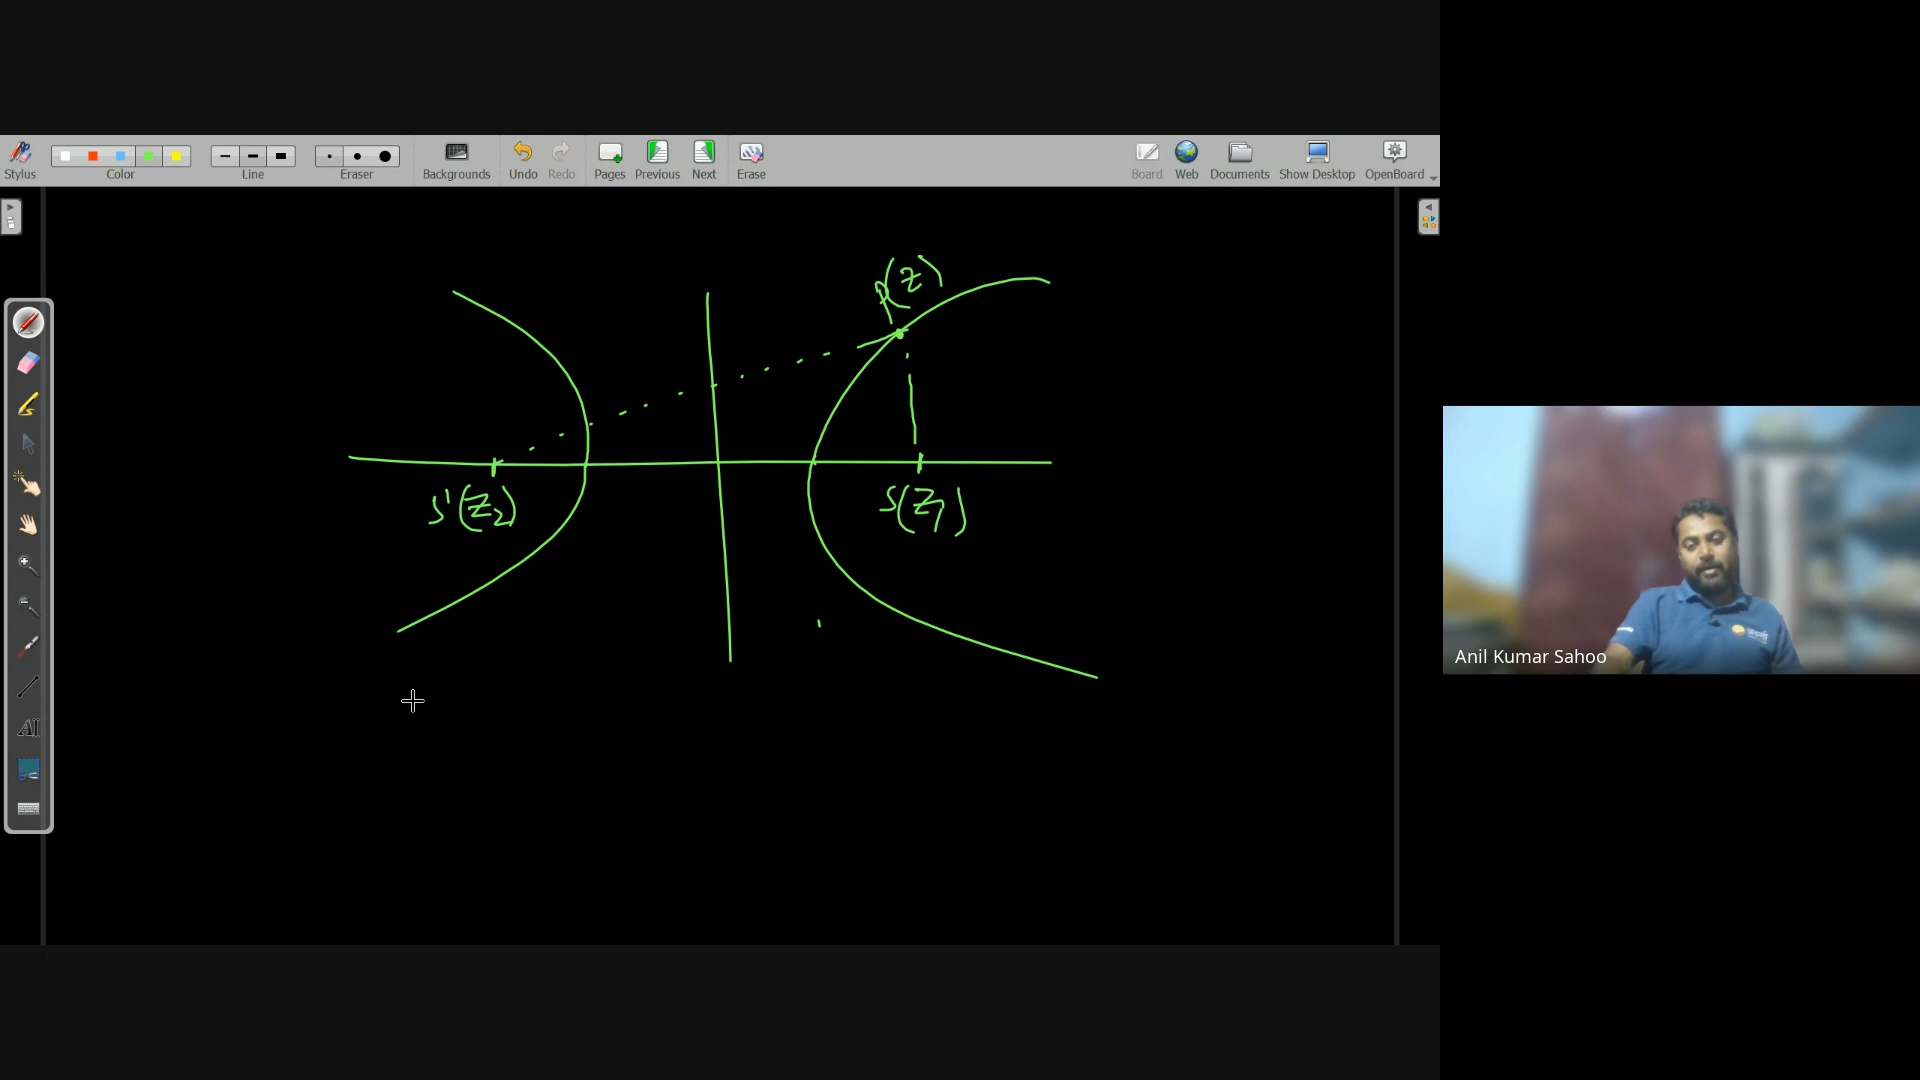 Stylus
Color
Line
Eraser
Backgrounds
Undo
Redo
Pages
Previous
Next
Erase
Board
Web
Documents
Show Desktop
OpenBoard
P(z)
S'(z₂)
S(z₁)
AI
Anil Kumar Sahoo